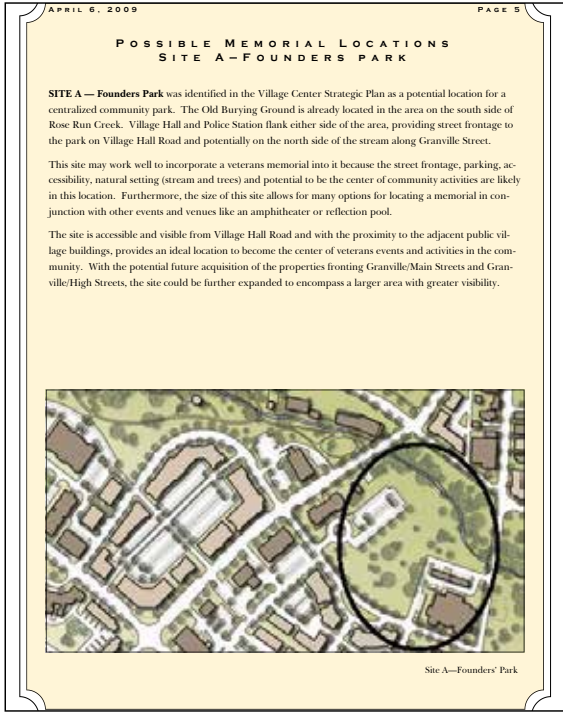 APRIL 6, 2009 PAGE 5
POSSIBLE MEMORIAL LOCATIONS
SITE A–FOUNDERS PARK
SITE A — Founders Park was identified in the Village Center Strategic Plan as a potential location for a
centralized community park. The Old Burying Ground is already located in the area on the south side of
Rose Run Creek. Village Hall and Police Station flank either side of the area, providing street frontage to
the park on Village Hall Road and potentially on the north side of the stream along Granville Street.
This site may work well to incorporate a veterans memorial into it because the street frontage, parking, ac-
cessibility, natural setting (stream and trees) and potential to be the center of community activities are likely
in this location. Furthermore, the size of this site allows for many options for locating a memorial in con-
junction with other events and venues like an amphitheater or reflection pool.
The site is accessible and visible from Village Hall Road and with the proximity to the adjacent public vil-
lage buildings, provides an ideal location to become the center of veterans events and activities in the com-
munity. With the potential future acquisition of the properties fronting Granville/Main Streets and Gran-
ville/High Streets, the site could be further expanded to encompass a larger area with greater visibility.
Site A—Founders' Park